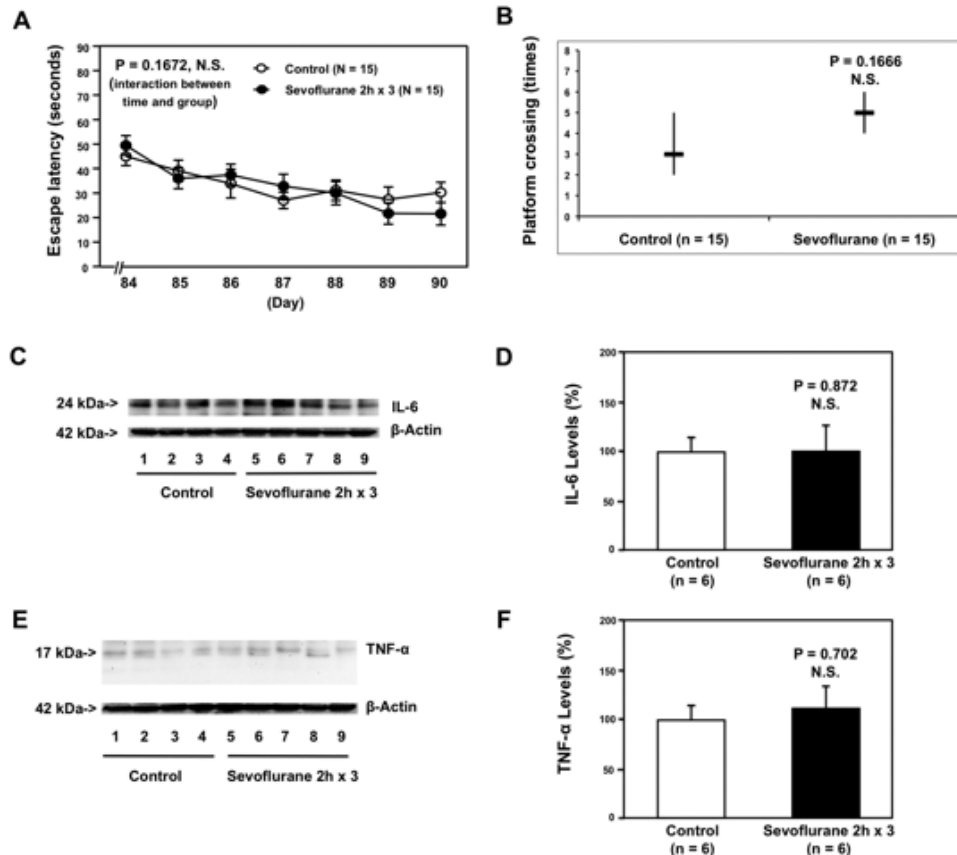 A
Escape latency (seconds)
90
80
70
60
50
40
30
20
10
0
P = 0.1672, N.S.
(interaction between
time and group)
Control (N = 15)
Sevoflurane 2h x 3 (N = 15)
84 85 86 87 88 89 90
(Day)
B
Platform crossing (times)
8
7
6
5
4
3
2
1
0
P = 0.1666
N.S.
Control (n = 15) Sevoflurane (n = 15)
C
24 kDa->
IL-6
42 kDa->
β-Actin
1 2 3 4 5 6 7 8 9
Control Sevoflurane 2h x 3
D
IL-6 Levels (%)
200
150
100
50
0
P = 0.872
N.S.
Control Sevoflurane 2h x 3
(n = 6) (n = 6)
E
17 kDa->
TNF-α
42 kDa->
β-Actin
1 2 3 4 5 6 7 8 9
Control Sevoflurane 2h x 3
F
TNF-α Levels (%)
200
150
100
50
0
P = 0.702
N.S.
Control Sevoflurane 2h x 3
(n = 6) (n = 6)